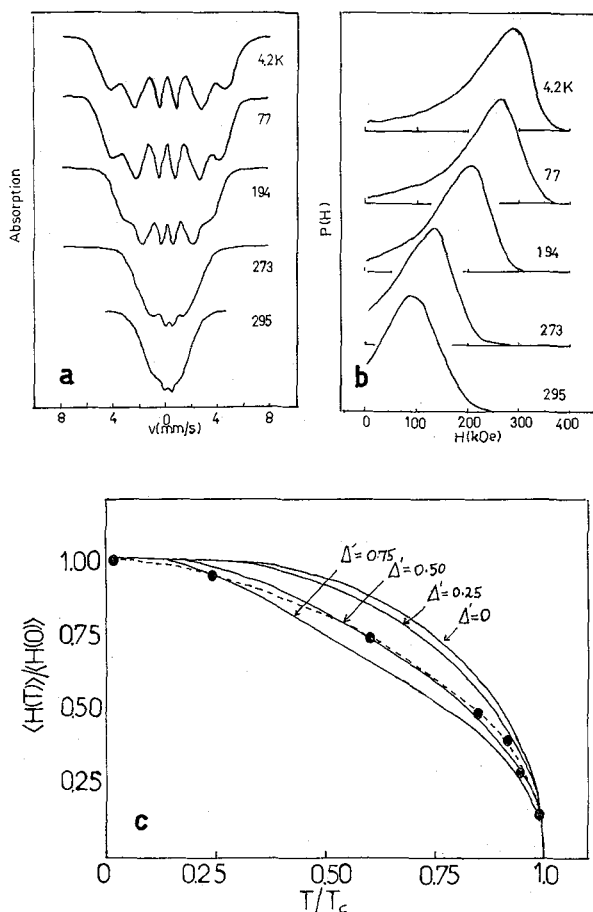 4.2K
77
194
273
295
Absorption
a
8 4 0 4 8
v(mm/s)
4.2K
77
194
273
295
P(H)
b
0 100 200 300 400
H(kOe)
Δ'=0.75
Δ'=0.50
Δ'=0.25
Δ'=0
1.00
0.75
0.50
0.25
⟨H(T)⟩/⟨H(0)⟩
c
0 0.25 0.50 0.75 1.0
T/Tc